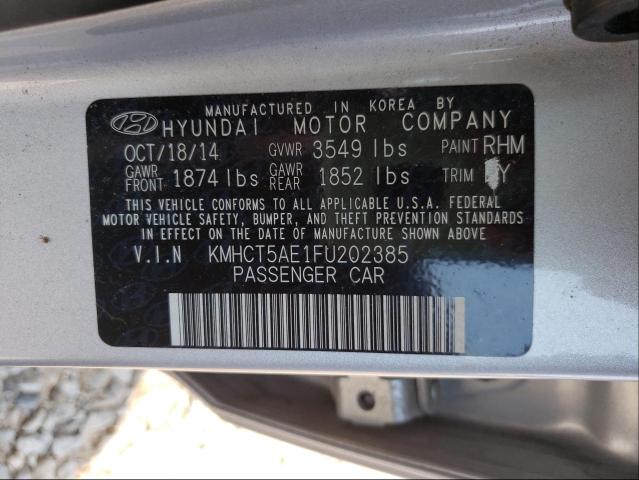 MANUFACTURED IN KOREA BY
HYUNDAI MOTOR COMPANY
OCT/18/14 GVWR 3549 lbs PAINT RHM
GAWR FRONT 1874 lbs GAWR REAR 1852 lbs TRIM
THIS VEHICLE CONFORMS TO ALL APPLICABLE U.S.A. FEDERAL
MOTOR VEHICLE SAFETY, BUMPER, AND THEFT PREVENTION STANDARDS
IN EFFECT ON THE DATE OF MANUFACTURE SHOWN ABOVE.
V.I.N KMHCT5AE1FU202385
PASSENGER CAR